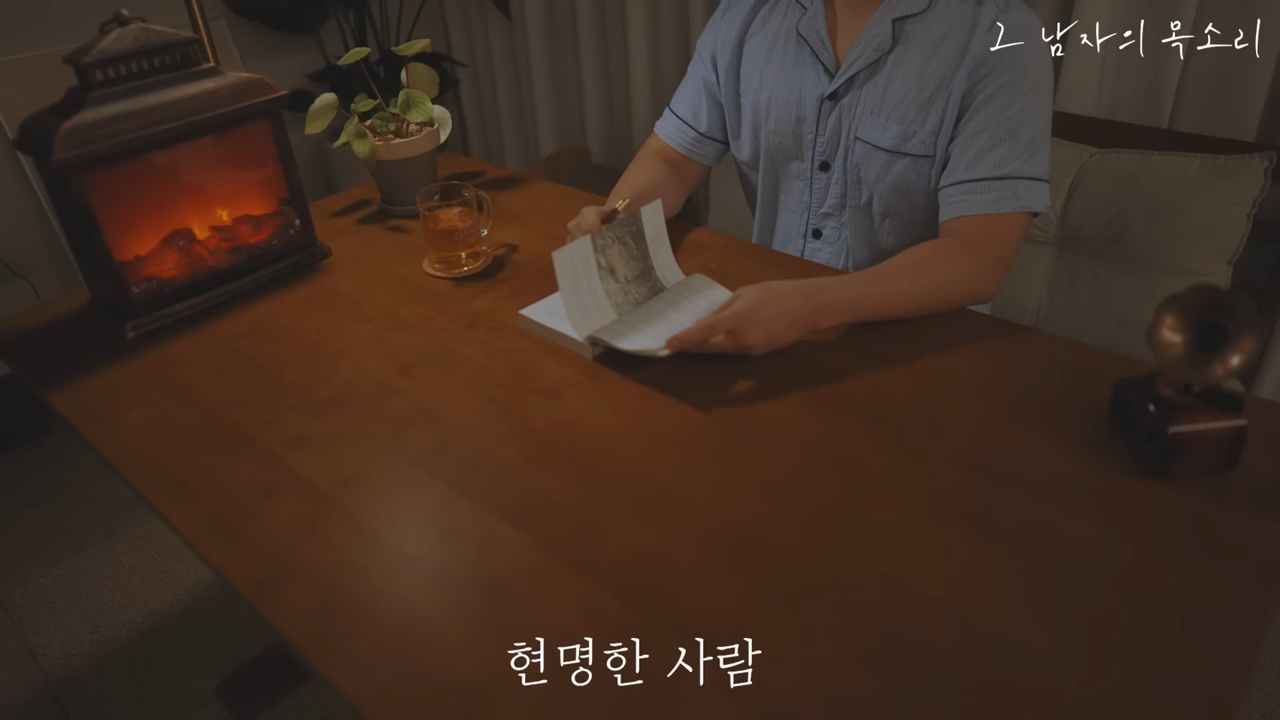 그 남자의 목소리
현명한 사람